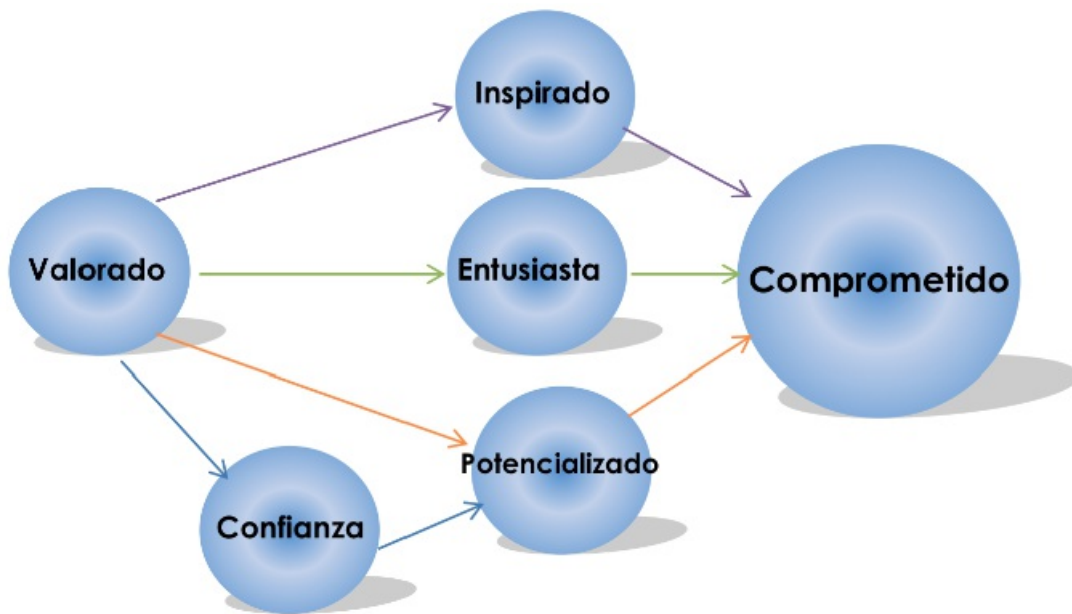 Inspirado
Valorado
Entusiasta
Comprometido
Potencializado
Confianza